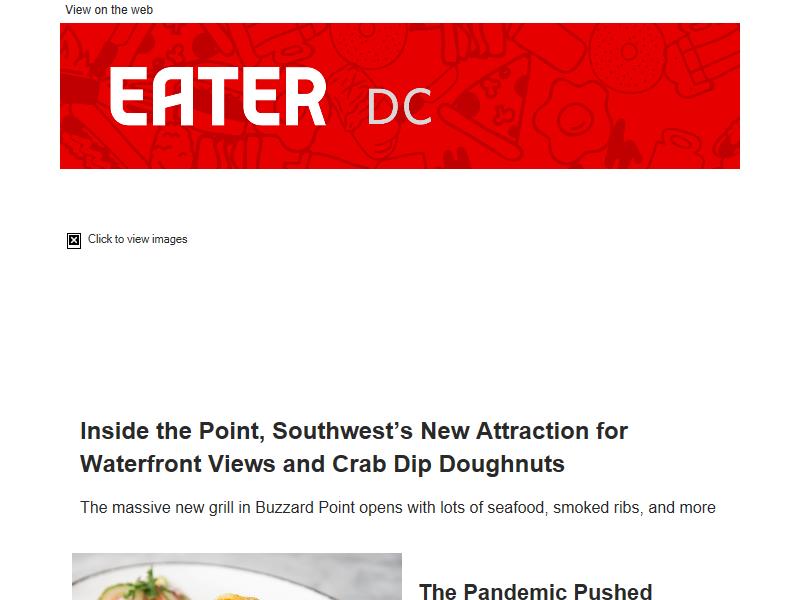 View on the web
EATER DC
Click to view images
Inside the Point, Southwest’s New Attraction for
Waterfront Views and Crab Dip Doughnuts
The massive new grill in Buzzard Point opens with lots of seafood, smoked ribs, and more
The Pandemic Pushed